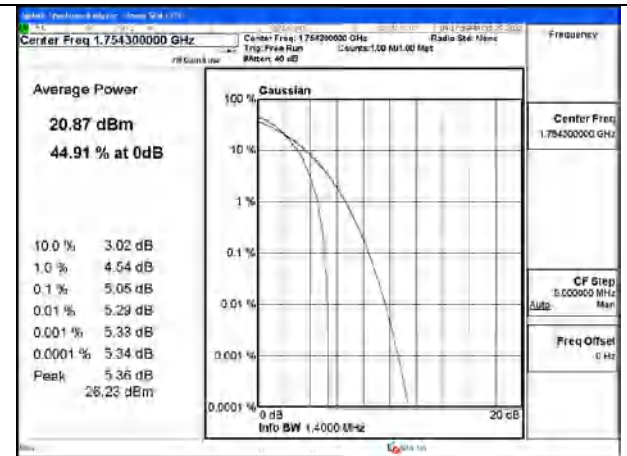 Center Freq 1.754300000 GHz
Center Freq: 1.754300000 GHz
Radio Std: None
Trig: Free Run
Counts:1.00 M/1.00 Mpt
#Atten: 40 dB
Frequency
Average Power
20.87 dBm
44.91 % at 0dB
10.0 % 3.02 dB
1.0 % 4.54 dB
0.1 % 5.05 dB
0.01 % 5.29 dB
0.001 % 5.33 dB
0.0001 % 5.34 dB
Peak 5.36 dB
26.23 dBm
Gaussian
100 %
10 %
1 %
0.1 %
0.01 %
0.001 %
0.0001 %
0 dB
20 dB
Info BW 1.4000 MHz
Center Freq
1.754300000 GHz
CF Step
5.000000 MHz
Auto Man
Freq Offset
0 Hz